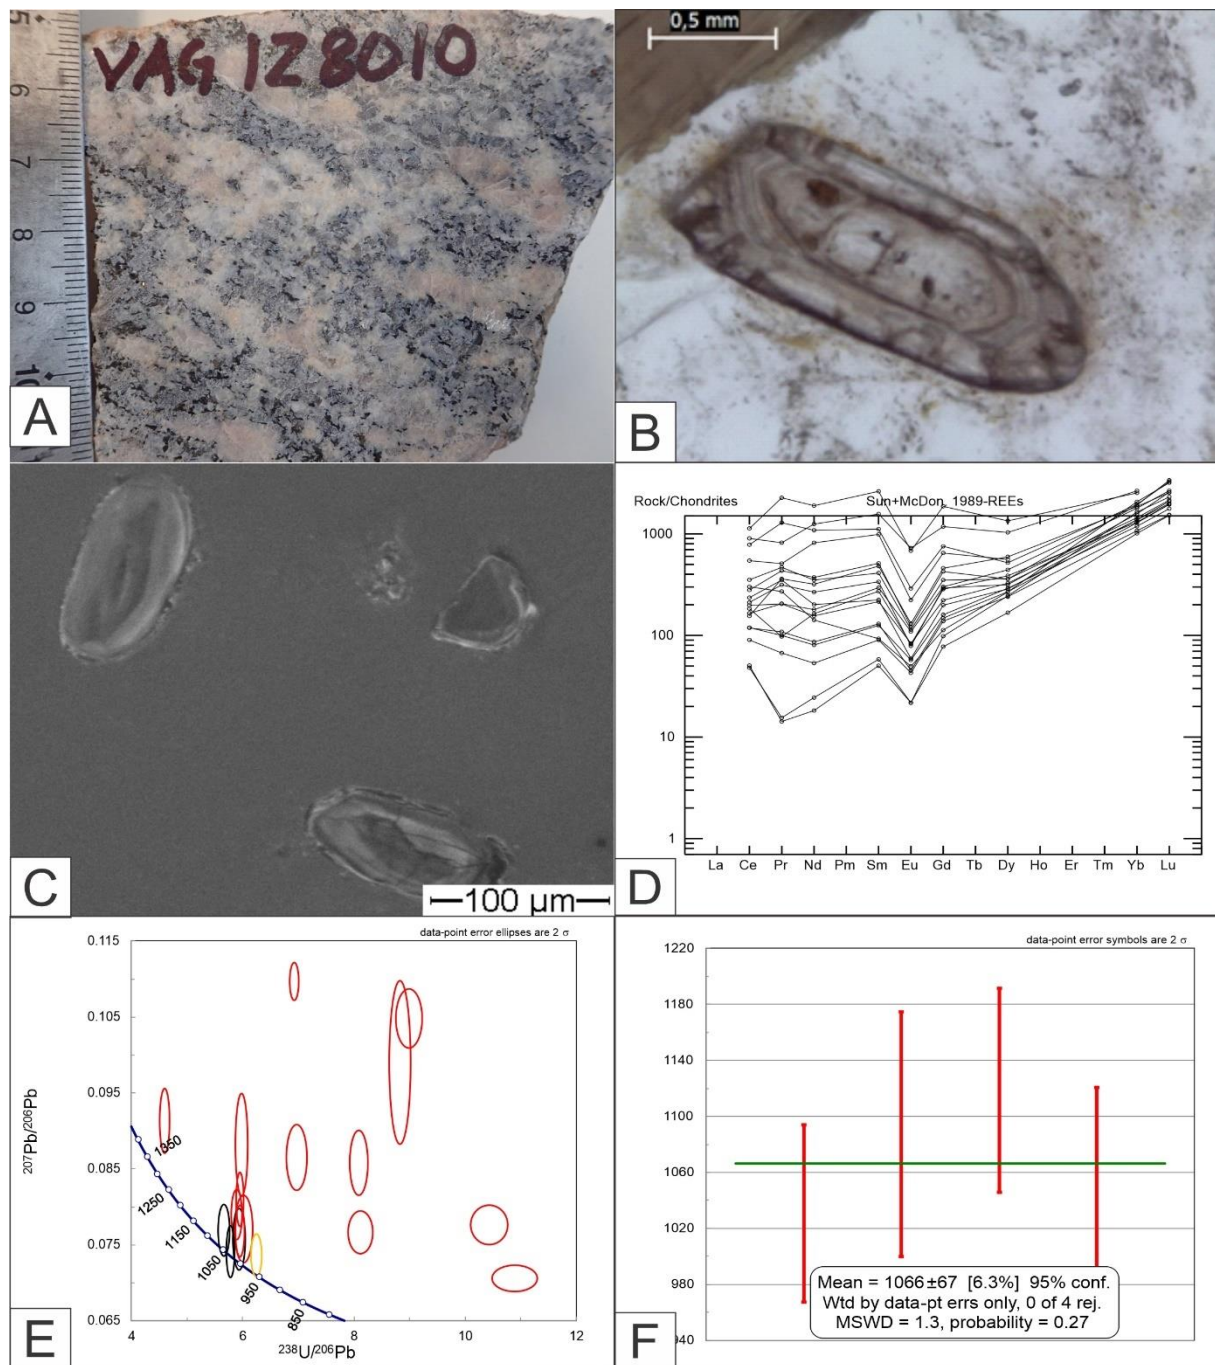 VAG 128010
5
6
7
8
9
10
A
0,5 mm
B
100 µm
C
Rock/Chondrites
Sun+McDon. 1989-REEs
1000
100
10
1
La Ce Pr Nd Pm Sm Eu Gd Tb Dy Ho Er Tm Yb Lu
D
data-point error ellipses are 2 σ
0.115
0.105
0.095
0.085
0.075
0.065
207Pb/206Pb
1350
1250
1150
1050
950
850
4 6 8 10 12
238U/206Pb
E
data-point error symbols are 2 σ
1220
1180
1140
1100
1060
1020
980
940
Mean = 1066±67 [6.3%] 95% conf.
Wtd by data-pt errs only, 0 of 4 rej.
MSWD = 1.3, probability = 0.27
F